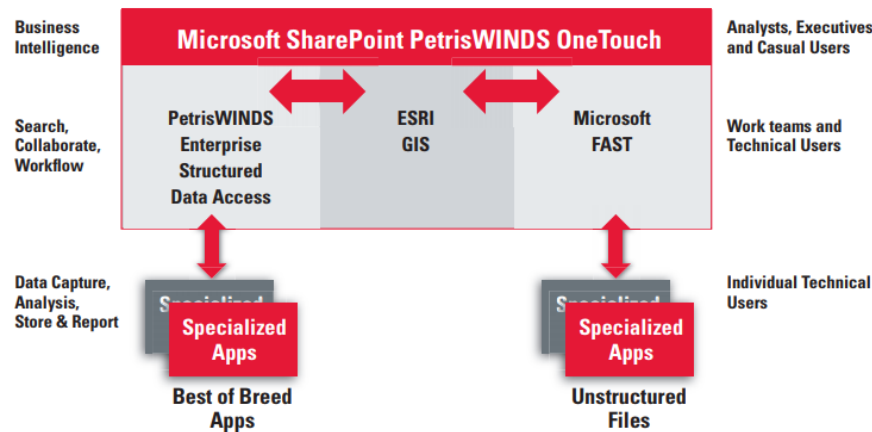 Business
Intelligence
Microsoft SharePoint PetrisWINDS OneTouch
Analysts, Executives
and Casual Users
Search,
Collaborate,
Workflow
PetrisWINDS
Enterprise
Structured
Data Access
ESRI
GIS
Microsoft
FAST
Work teams and
Technical Users
Data Capture,
Analysis,
Store & Report
Specialized
Specialized
Apps
Best of Breed
Apps
Specialized
Specialized
Apps
Unstructured
Files
Individual Technical
Users